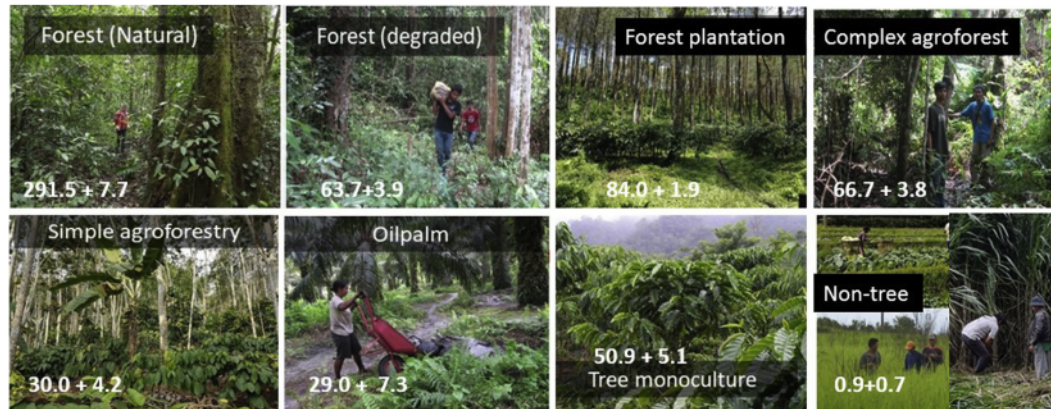 Forest (Natural)
291.5 + 7.7
Forest (degraded)
63.7+3.9
Forest plantation
84.0 + 1.9
Complex agroforest
66.7 + 3.8
Simple agroforestry
30.0 + 4.2
Oilpalm
29.0 + 7.3
50.9 + 5.1
Tree monoculture
Non-tree
0.9+0.7